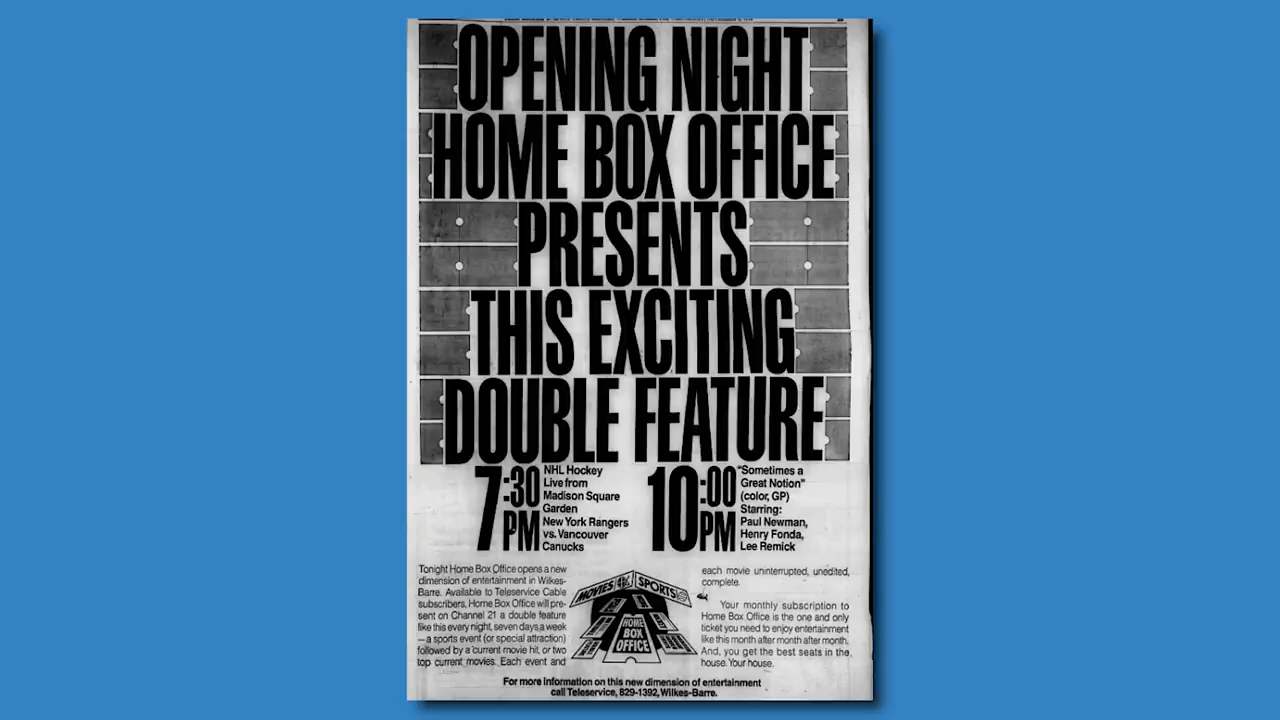 OPENING NIGHT
HOME BOX OFFICE
PRESENTS
THIS EXCITING
DOUBLE FEATURE
7:30
PM
NHL Hockey
Live from
Madison Square
Garden
New York Rangers
vs. Vancouver
Canucks
10:00
PM
"Sometimes a
Great Notion"
(color, GP)
Starring:
Paul Newman,
Henry Fonda,
Lee Remick
Tonight Home Box Office opens a new
dimension of entertainment in Wilkes-
Barre. Available to Teleservice Cable
subscribers, Home Box Office will pre-
sent on Channel 21 a double feature
like this every night, seven days a week
—a sports event (or special attraction)
followed by a current movie hit, or two
top current movies. Each event and
MOVIES
SPORTS
HOME
BOX
OFFICE
each movie uninterrupted, unedited,
complete.
Your monthly subscription to
Home Box Office is the one and only
ticket you need to enjoy entertainment
like this month after month after month.
And, you get the best seats in the
house. Your house.
For more information on this new dimension of entertainment
call Teleservice, 829-1392, Wilkes-Barre.